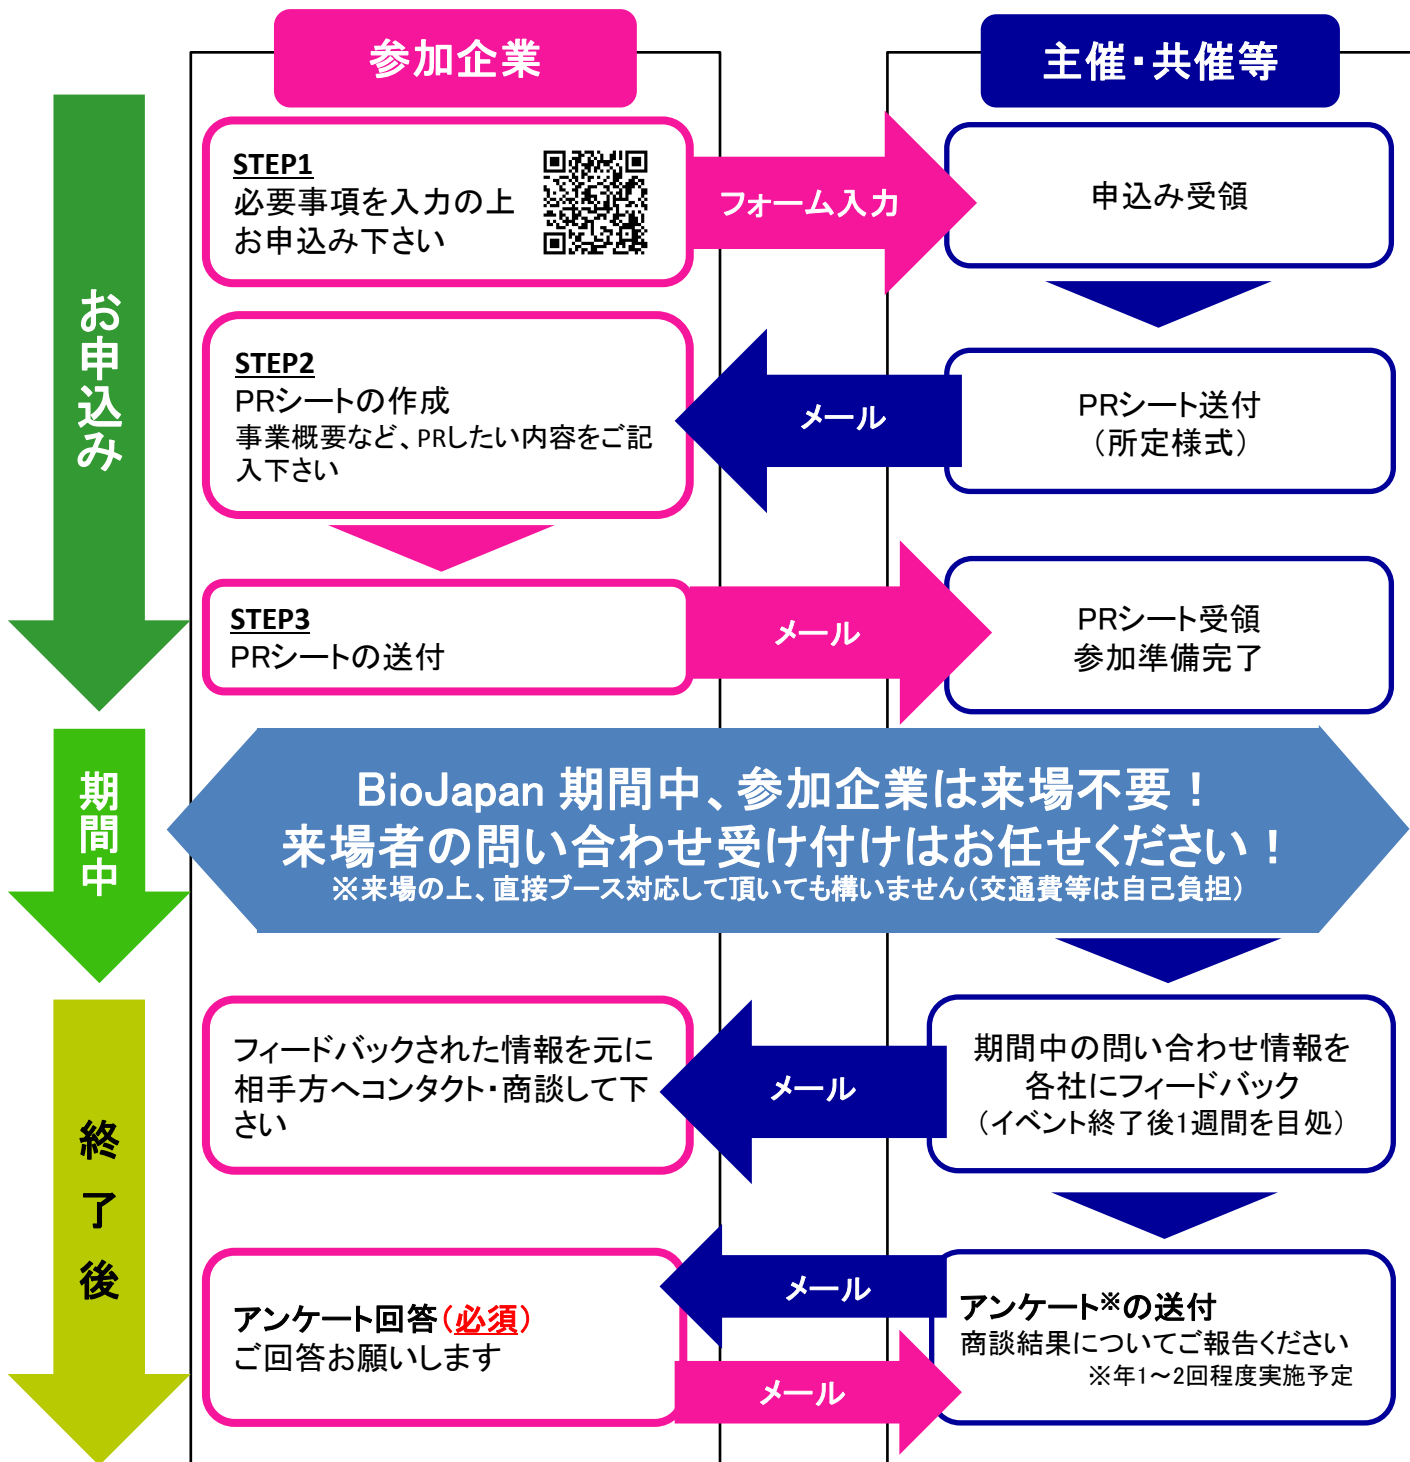 参加企業
主催・共催等
お申込み
STEP1
必要事項を入力の上
お申込み下さい
フォーム入力
申込み受領
STEP2
PRシートの作成
事業概要など、PRしたい内容をご記
入下さい
メール
PRシート送付
（所定様式）
STEP3
PRシートの送付
メール
PRシート受領
参加準備完了
期間中
BioJapan 期間中、参加企業は来場不要！
来場者の問い合わせ受け付けはお任せください！
※来場の上、直接ブース対応して頂いても構いません（交通費等は自己負担）
終了後
フィードバックされた情報を元に
相手方へコンタクト・商談して下
さい
メール
期間中の問い合わせ情報を
各社にフィードバック
（イベント終了後1週間を目処）
アンケート回答（必須）
ご回答お願いします
メール
メール
アンケート※の送付
商談結果についてご報告ください
※年1～2回程度実施予定